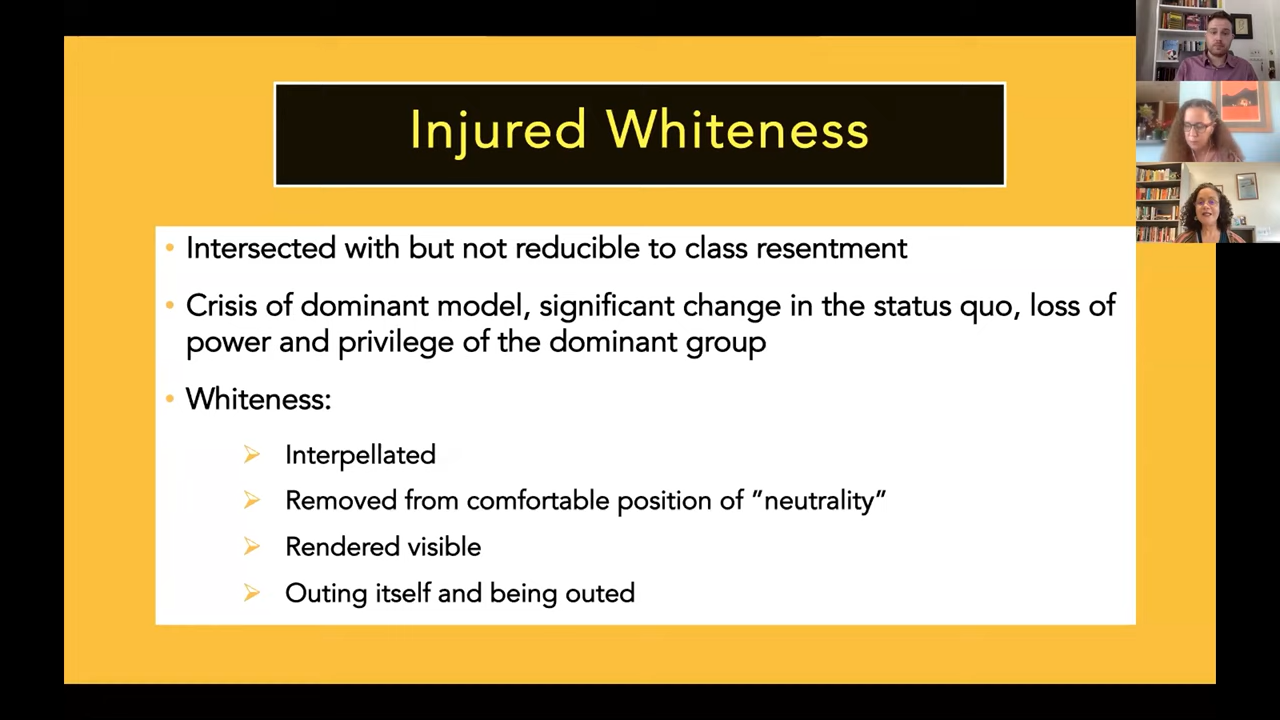 Injured Whiteness
• Intersected with but not reducible to class resentment
• Crisis of dominant model, significant change in the status quo, loss of
power and privilege of the dominant group
• Whiteness:
➢ Interpellated
➢ Removed from comfortable position of ”neutrality”
➢ Rendered visible
➢ Outing itself and being outed